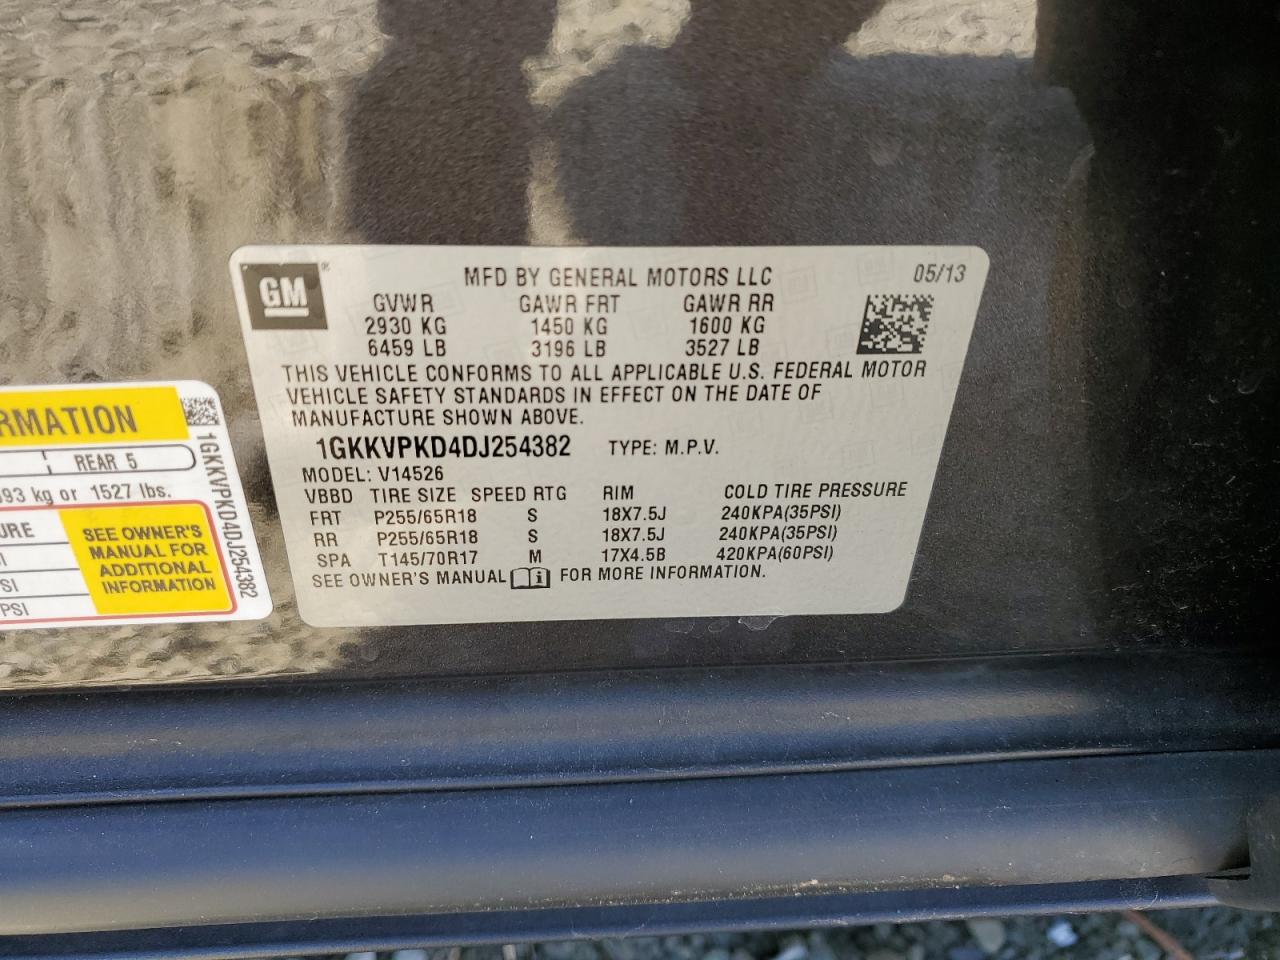 GM ®
MFD BY GENERAL MOTORS LLC 05/13
GVWR GAWR FRT GAWR RR
2930 KG 1450 KG 1600 KG
6459 LB 3196 LB 3527 LB
THIS VEHICLE CONFORMS TO ALL APPLICABLE U.S. FEDERAL MOTOR
VEHICLE SAFETY STANDARDS IN EFFECT ON THE DATE OF
MANUFACTURE SHOWN ABOVE.
1GKKVPKD4DJ254382 TYPE: M.P.V.
MODEL: V14526
VBBD TIRE SIZE SPEED RTG RIM COLD TIRE PRESSURE
FRT P255/65R18 S 18X7.5J 240KPA(35PSI)
RR P255/65R18 S 18X7.5J 240KPA(35PSI)
SPA T145/70R17 M 17X4.5B 420KPA(60PSI)
SEE OWNER'S MANUAL FOR MORE INFORMATION.
RMATION
REAR 5
93 kg or 1527 lbs.
URE
SI
PSI
SEE OWNER'S
MANUAL FOR
ADDITIONAL
INFORMATION
1GKKVPKD4DJ254382